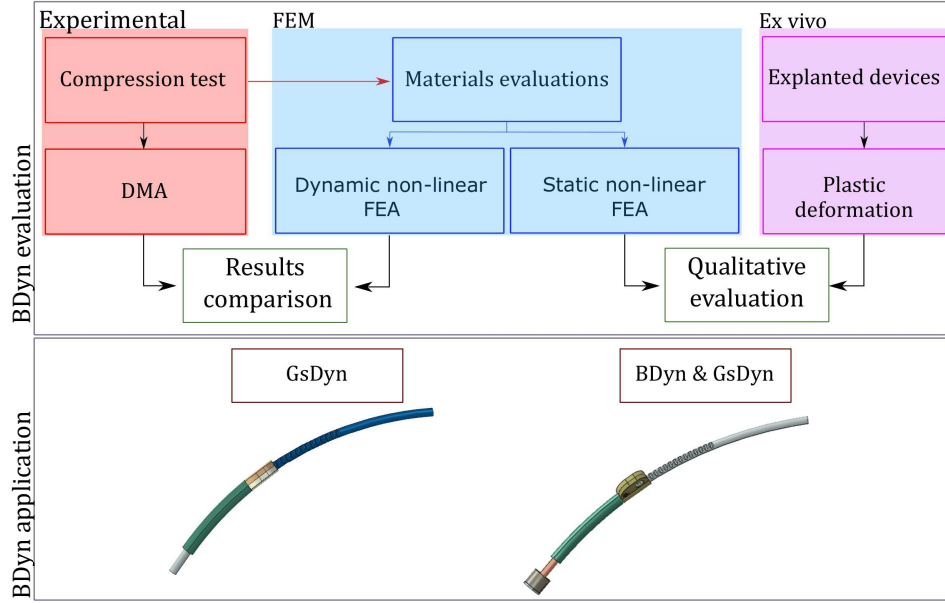 Experimental
FEM
Ex vivo
Compression test
Materials evaluations
Explanted devices
DMA
Dynamic non-linear
FEA
Static non-linear
FEA
Plastic
deformation
Results
comparison
Qualitative
evaluation
BDyn evaluation
GsDyn
BDyn & GsDyn
BDyn application